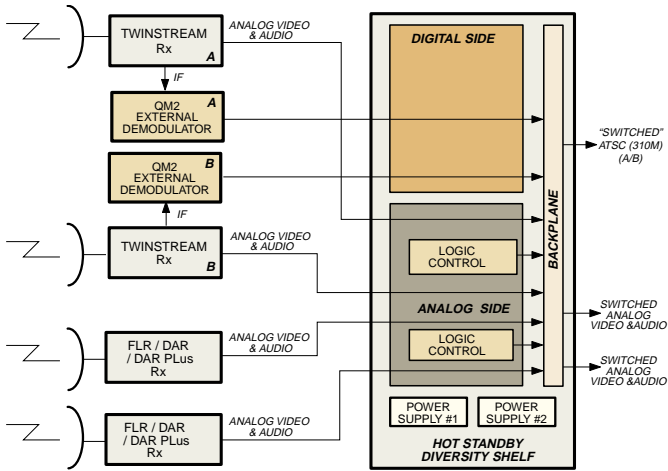 TWINSTREAM
Rx
A
ANALOG VIDEO
& AUDIO
IF
QM2
EXTERNAL
DEMODULATOR
A
QM2
EXTERNAL
DEMODULATOR
B
IF
TWINSTREAM
Rx
B
ANALOG VIDEO
& AUDIO
FLR / DAR
/ DAR PLus
Rx
ANALOG VIDEO
& AUDIO
FLR / DAR
/ DAR PLus
Rx
ANALOG VIDEO
& AUDIO
DIGITAL SIDE
BACKPLANE
LOGIC
CONTROL
ANALOG SIDE
LOGIC
CONTROL
POWER
SUPPLY #1
POWER
SUPPLY #2
HOT STANDBY
DIVERSITY SHELF
“SWITCHED”
ATSC (310M)
(A/B)
SWITCHED
ANALOG
VIDEO &AUDIO
SWITCHED
ANALOG
VIDEO &AUDIO